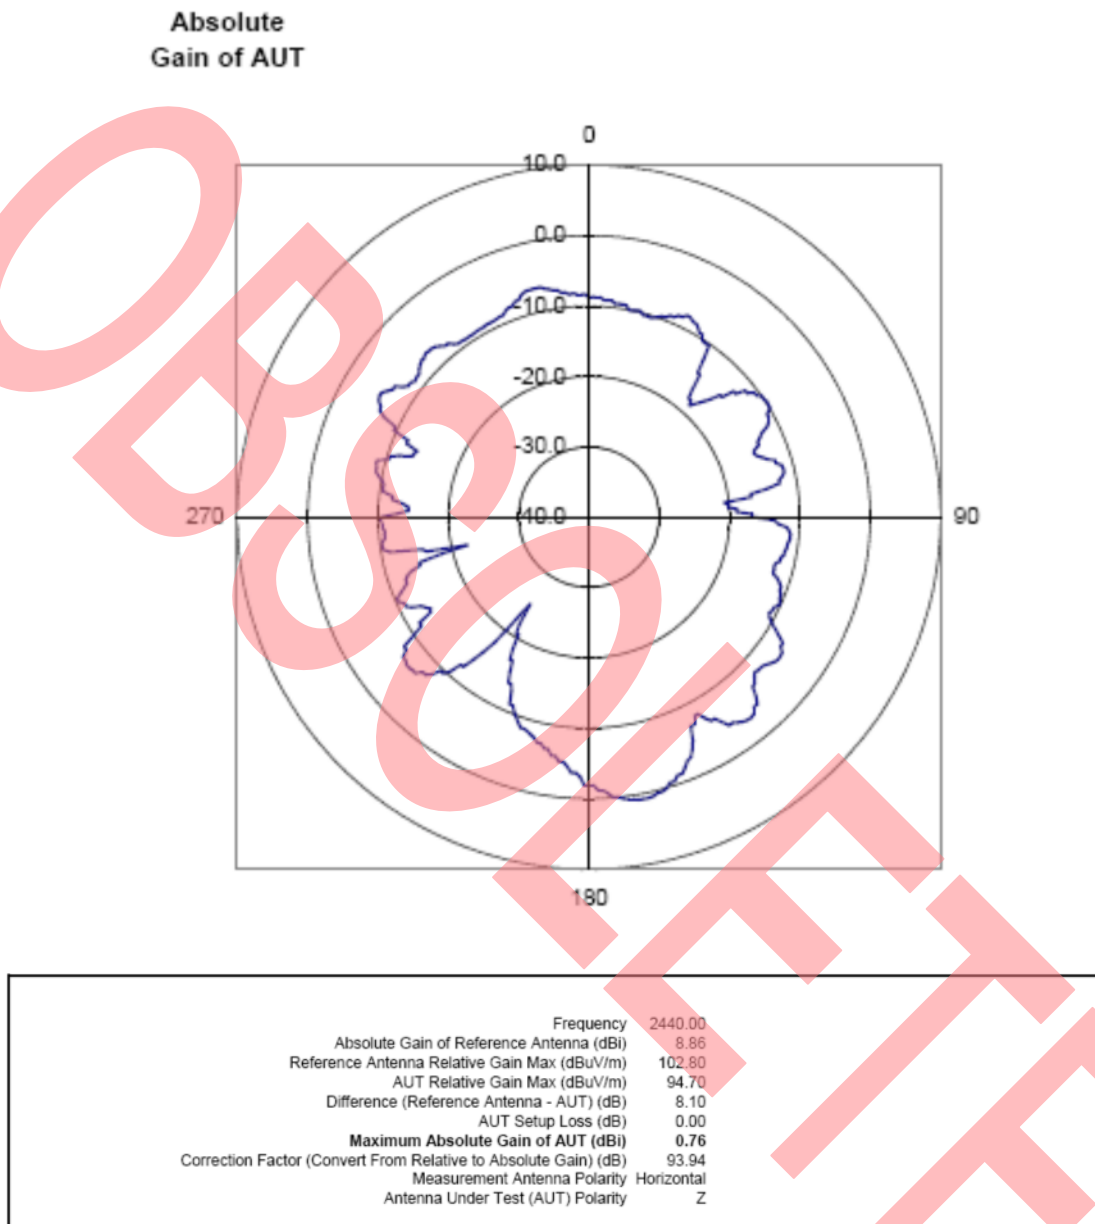 Absolute
Gain of AUT
0
10.0
0.0
-10.0
-20.0
-30.0
270
-40.0
90
180
OBSOLETE
Frequency 2440.00
Absolute Gain of Reference Antenna (dBi) 8.86
Reference Antenna Relative Gain Max (dBuV/m) 102.80
AUT Relative Gain Max (dBuV/m) 94.70
Difference (Reference Antenna - AUT) (dB) 8.10
AUT Setup Loss (dB) 0.00
Maximum Absolute Gain of AUT (dBi) 0.76
Correction Factor (Convert From Relative to Absolute Gain) (dB) 93.94
Measurement Antenna Polarity Horizontal
Antenna Under Test (AUT) Polarity Z